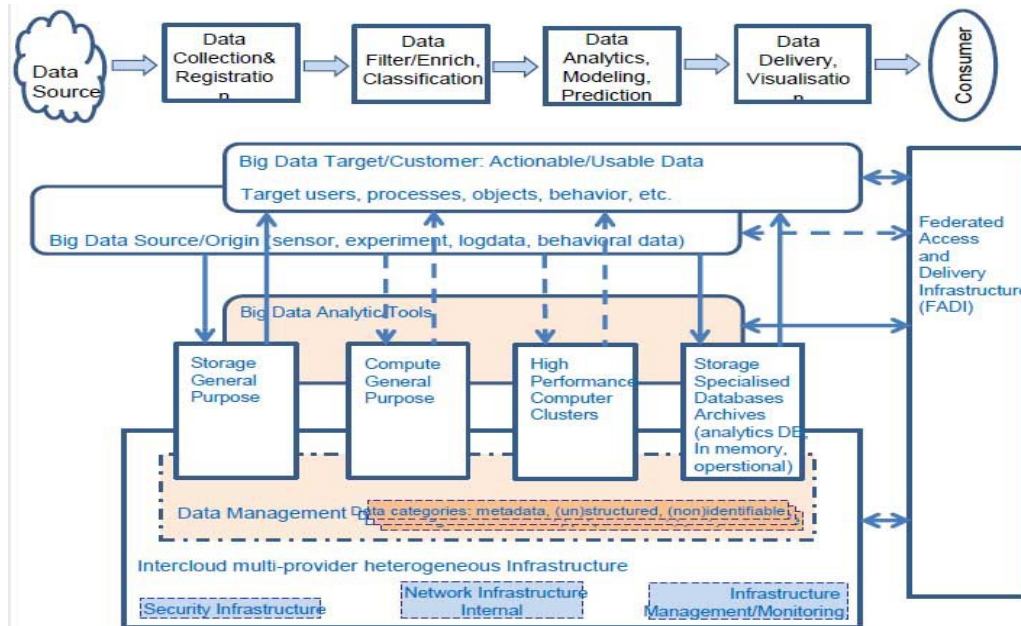 Data
Source
Data
Collection&
Registratio
n
Data
Filter/Enrich,
Classification
Data
Analytics,
Modeling,
Prediction
Data
Delivery,
Visualisatio
n
Consumer
Big Data Target/Customer: Actionable/Usable Data
Target users, processes, objects, behavior, etc.
Big Data Source/Origin (sensor, experiment, logdata, behavioral data)
Big Data Analytic Tools
Storage
General
Purpose
Compute
General
Purpose
High
Performance
Computer
Clusters
Storage
Specialised
Databases
Archives
(analytics DB,
In memory,
operstional)
Federated
Access
and
Delivery
Infrastructure
(FADI)
Data Management
Data categories: metadata, (un)structured, (non)identifiable
Intercloud multi-provider heterogeneous Infrastructure
Security Infrastructure
Network Infrastructure
Internal
Infrastructure
Management/Monitoring